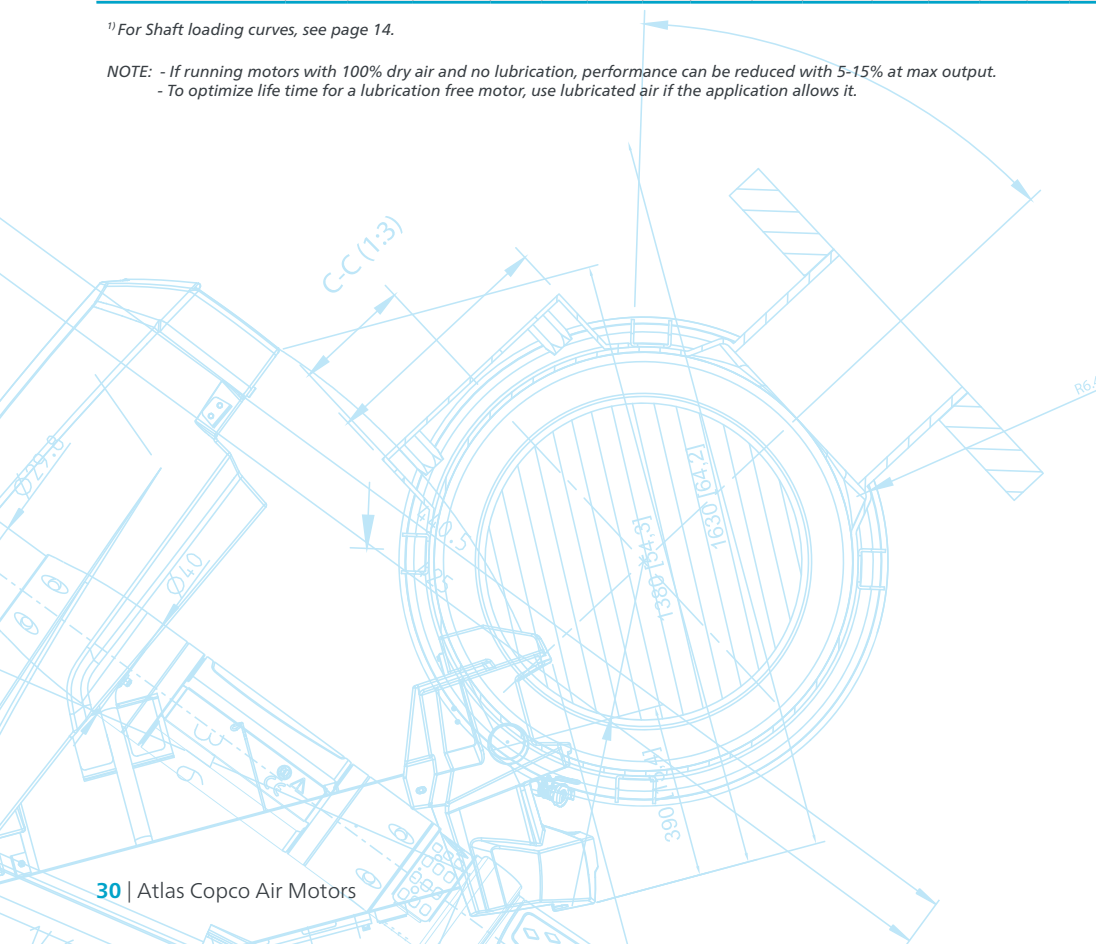 1) For Shaft loading curves, see page 14.
NOTE: - If running motors with 100% dry air and no lubrication, performance can be reduced with 5-15% at max output.
- To optimize life time for a lubrication free motor, use lubricated air if the application allows it.
C-C (1:3)
Ø29.8
Ø40
1630 [64,2]
1380 [54,3]
30 | Atlas Copco Air Motors